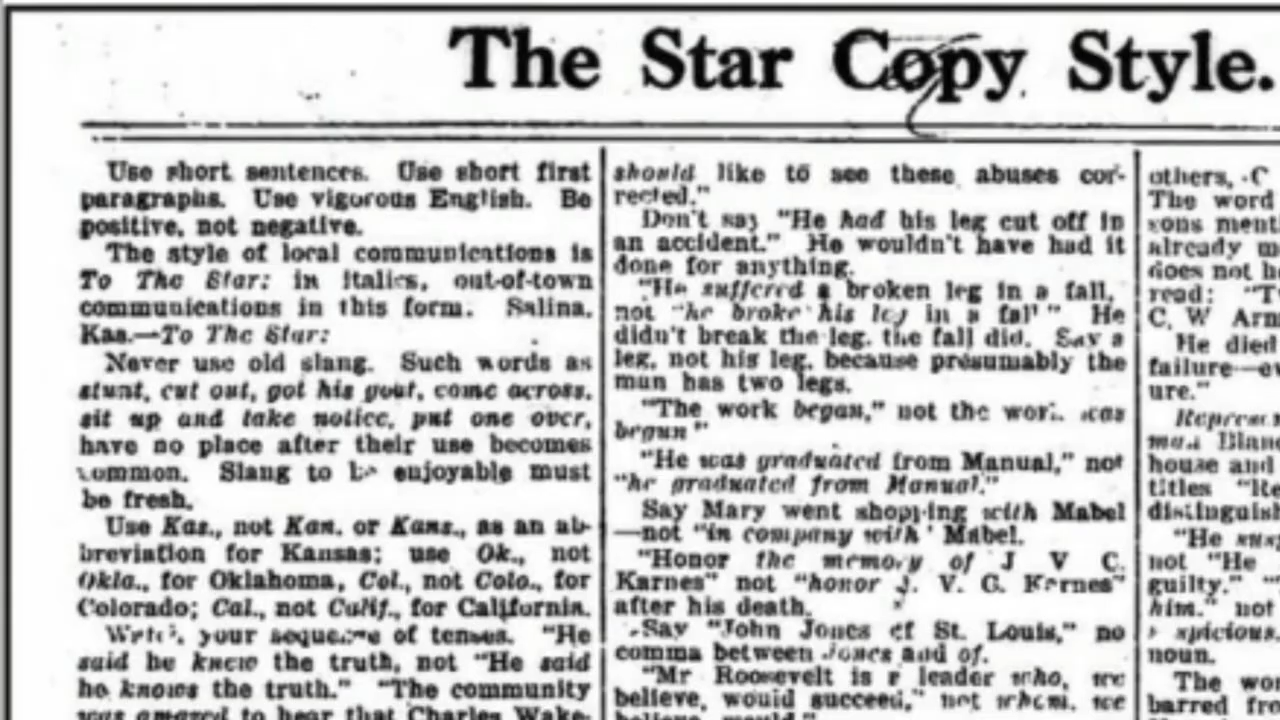 The Star Copy Style.
Use short sentences. Use short first
paragraphs. Use vigorous English. Be
positive, not negative.
The style of local communications is
To The Star: in italics, out-of-town
communications in this form: Salina,
Kas.—To The Star:
Never use old slang. Such words as
stunt, cut out, got his goat, come across,
sit up and take notice, put one over,
have no place after their use becomes
common. Slang to be enjoyable must
be fresh.
Use Kas., not Kan. or Kans., as an ab-
breviation for Kansas; use Ok., not
Okla., for Oklahoma, Col., not Colo., for
Colorado; Cal., not Calif., for California.
Watch your sequence of tenses. "He
said he knew the truth, not "He said
he knows the truth." "The community
was amazed to hear that Charles Wake-
should like to see these abuses cor-
rected."
Don't say "He had his leg cut off in
an accident." He wouldn't have had it
done for anything.
"He suffered a broken leg in a fall,
not "he broke his leg in a fall" He
didn't break the leg, the fall did. Say a
leg, not his leg, because presumably the
man has two legs.
"The work began," not the work was
begun"
"He was graduated from Manual," not
"he graduated from Manual."
Say Mary went shopping with Mabel
—not "in company with" Mabel.
"Honor the memory of J V C.
Karnes" not "honor J. V. C. Karnes"
after his death.
Say "John Jones of St. Louis," no
comma between Jones and of.
"Mr Roosevelt is a leader who, we
believe, would succeed," not whom, we
believe, would"
others, C
The word
sons ment
already m
does not h
read: "T
C. W Arm
He died
failure—ev
ure."
Repres
man Blan
house and
titles "Re
distinguish
"He
not "He
guilty." "
him." not
spicious,
noun.
The wor
barred fro